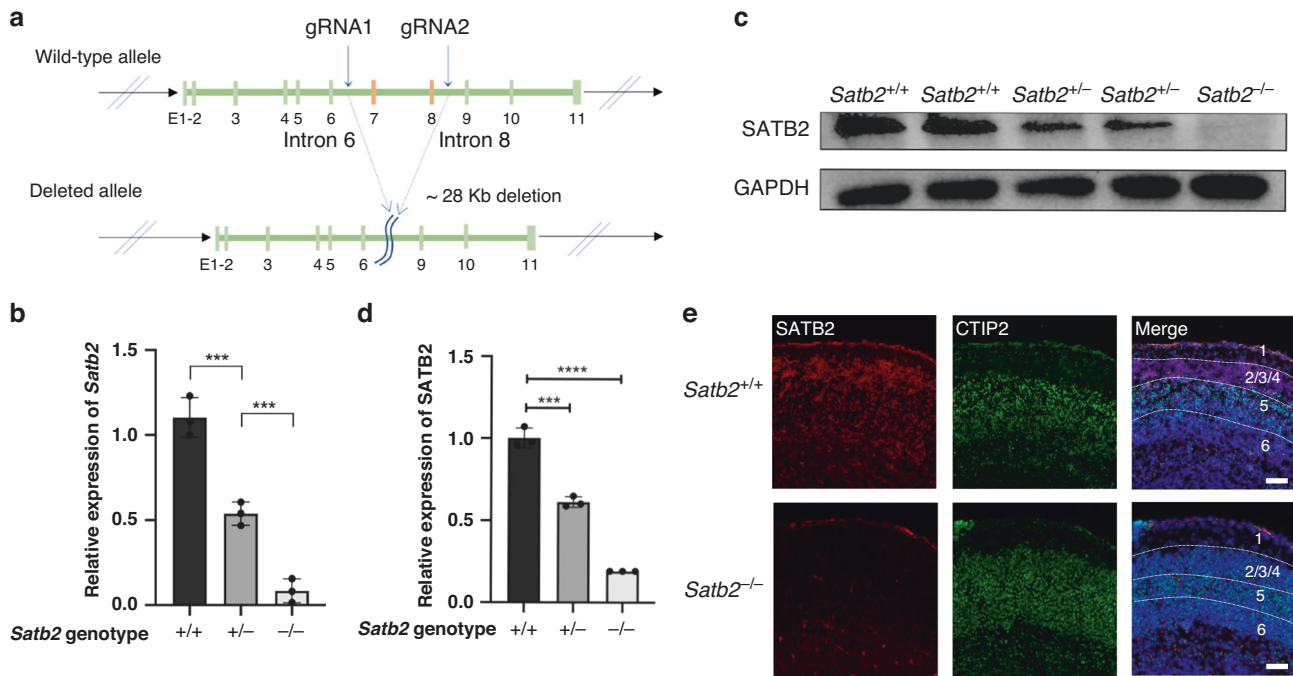 a
gRNA1 gRNA2
Wild-type allele
E1-2 3 4 5 6 7 8 9 10 11
Intron 6 Intron 8
Deleted allele
~ 28 Kb deletion
E1-2 3 4 5 6 9 10 11
b
Relative expression of Satb2
1.5
1.0
0.5
0.0
*** ***
Satb2 genotype +/+ +/– –/–
c
Satb2+/+ Satb2+/+ Satb2+/– Satb2+/– Satb2–/–
SATB2
GAPDH
d
Relative expression of SATB2
1.5
1.0
0.5
0.0
****
***
Satb2 genotype +/+ +/– –/–
e
SATB2 CTIP2 Merge
Satb2+/+
1
2/3/4
5
6
Satb2–/–
1
2/3/4
5
6